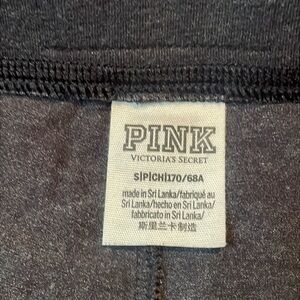 PINK
VICTORIA'S SECRET
S|P|CH|170/68A
made in Sri Lanka/fabriqué au
Sri Lanka/hecho en Sri Lanka/
fabbricato in Sri Lanka/
斯里兰卡制造